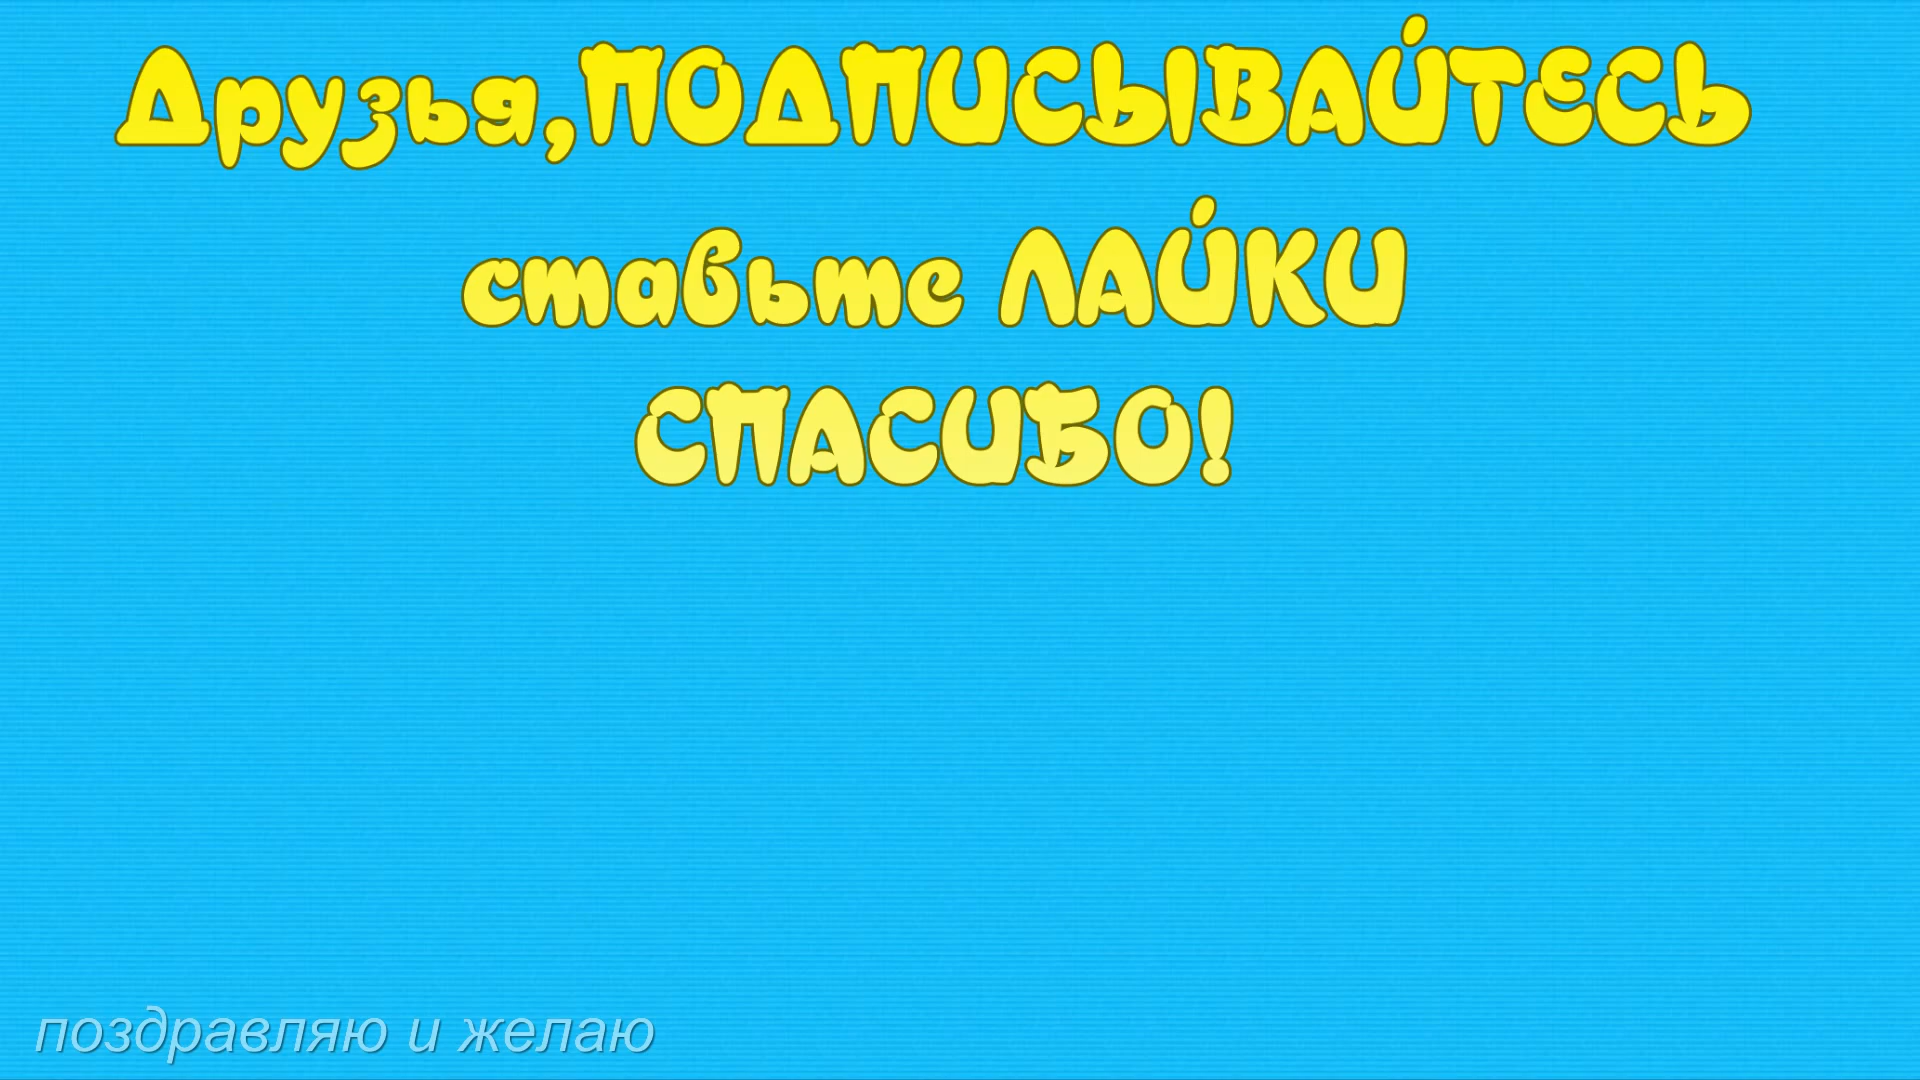 Друзья,ПОДПИСЫВАЙТЕСЬ
ставьте ЛАЙКИ
СПАСИБО!
поздравляю и желаю